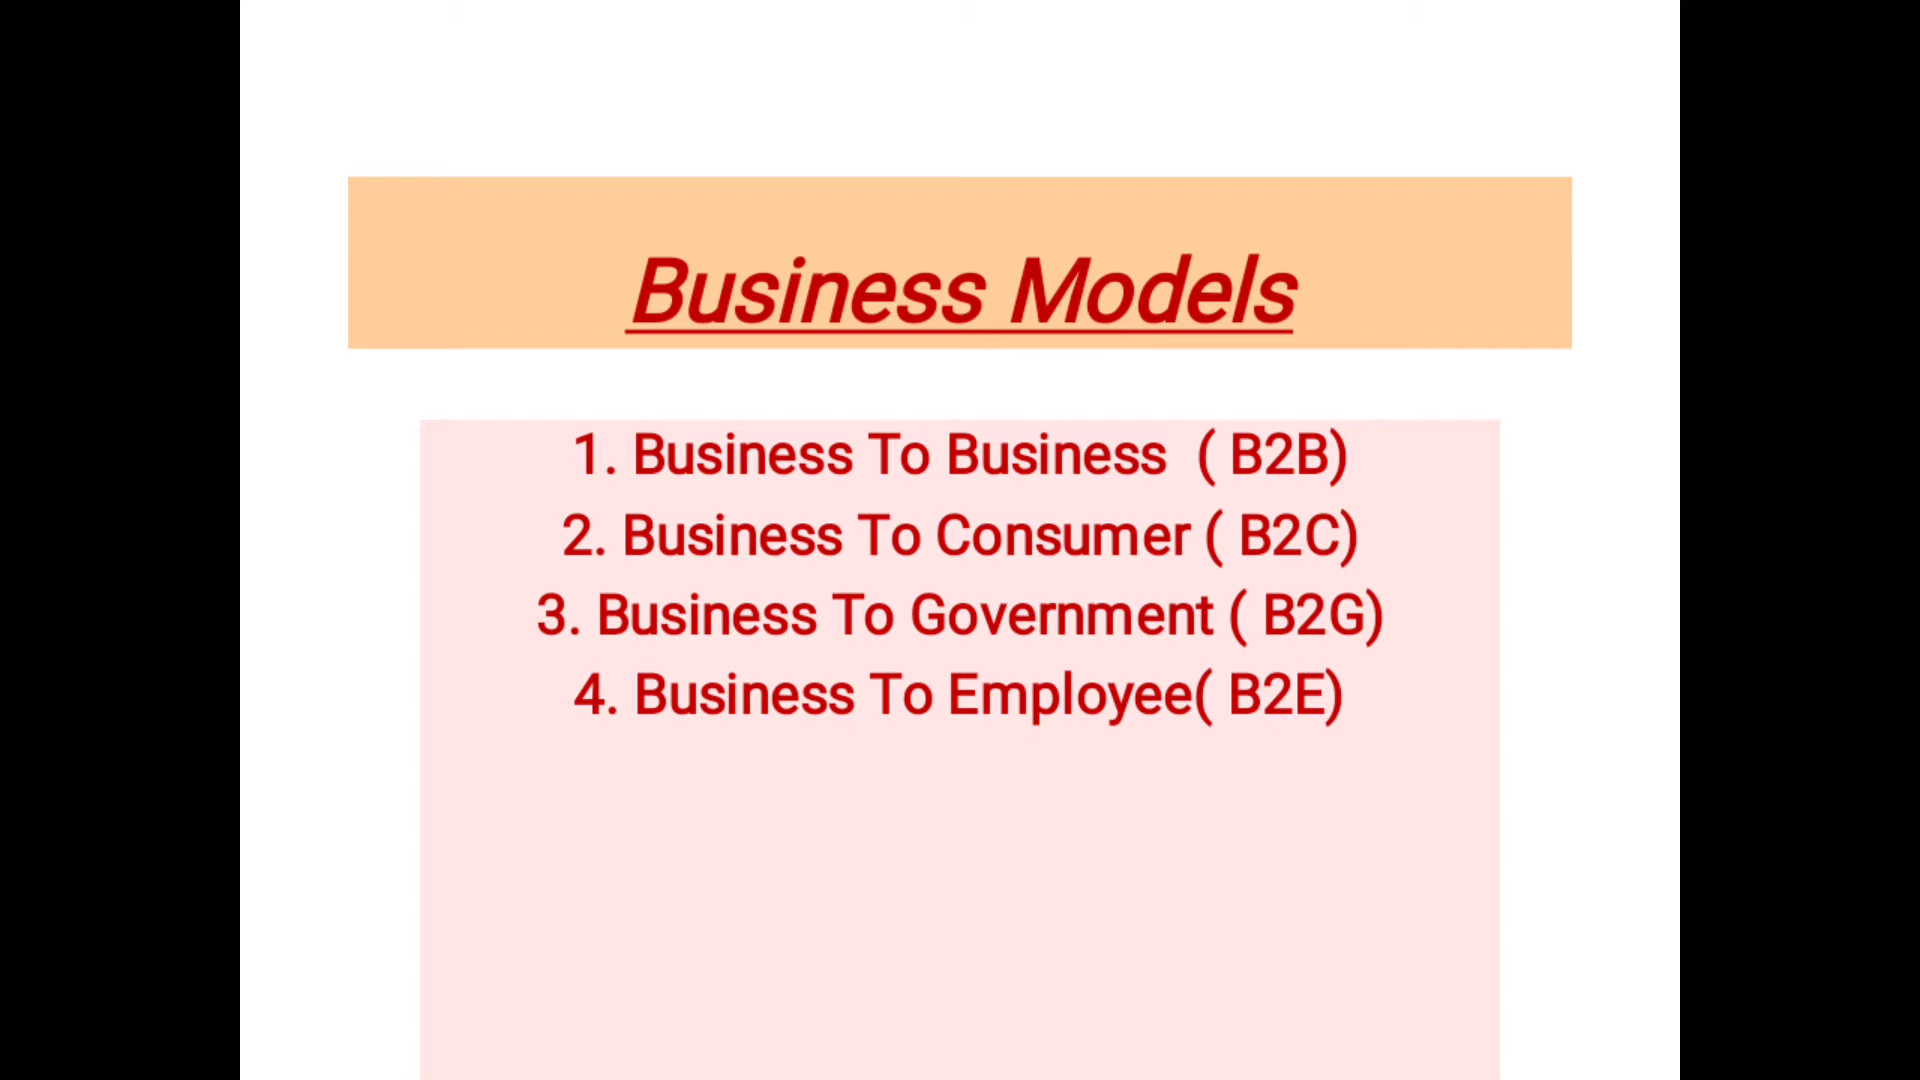 Business Models
1. Business To Business  ( B2B)
2. Business To Consumer ( B2C)
3. Business To Government ( B2G)
4. Business To Employee( B2E)